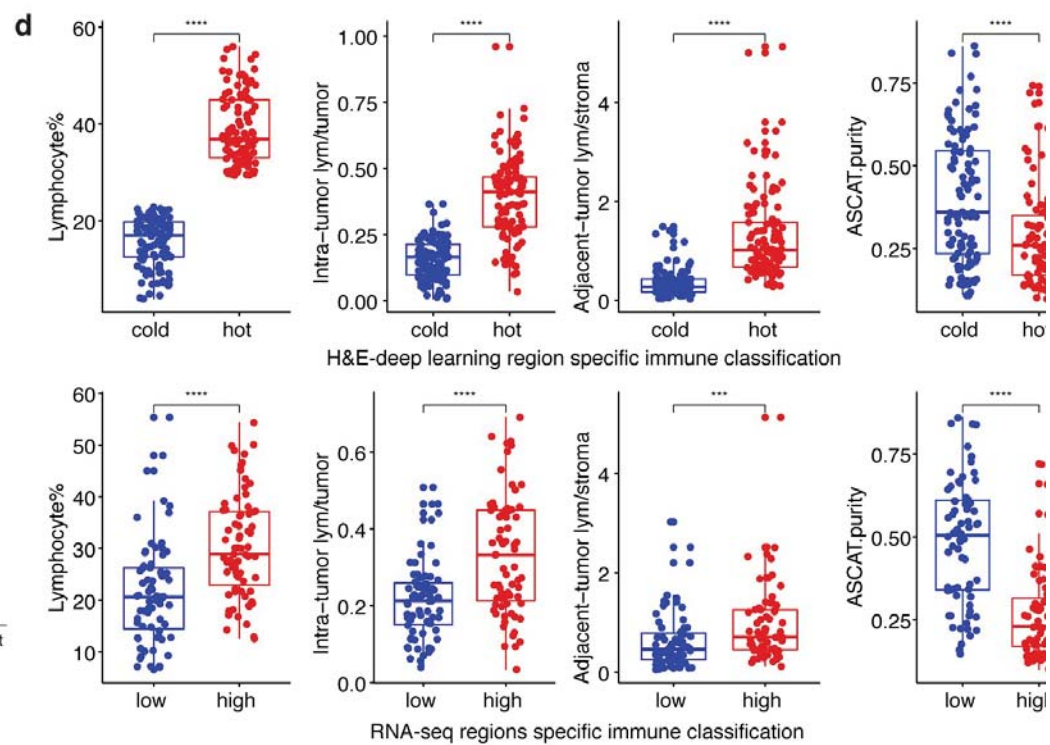 d
Lymphocyte%
60
40
20
cold hot
****
Intra−tumor lym/tumor
1.00
0.75
0.50
0.25
0.00
cold hot
****
Adjacent−tumor lym/stroma
4
2
0
cold hot
****
ASCAT.purity
0.75
0.50
0.25
cold
****
H&E-deep learning region specific immune classification
Lymphocyte%
60
50
40
30
20
10
low high
****
Intra−tumor lym/tumor
0.6
0.4
0.2
0.0
low high
****
Adjacent−tumor lym/stroma
4
2
0
low high
***
ASCAT.purity
0.75
0.50
0.25
low
****
RNA-seq regions specific immune classification
t